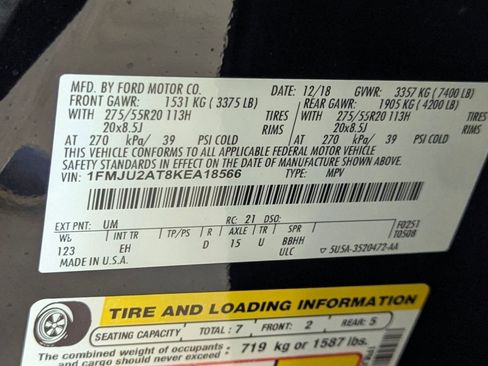 MFD. BY FORD MOTOR CO. 12/18 GVWR: 3357 KG ( 7400 LB)
FRONT GAWR: 1531 KG ( 3375 LB) REAR GAWR: 1905 KG ( 4200 LB)
WITH 275/55R20 113H TIRES WITH 275/55R20 113H TIRES
20x8.5J RIMS 20x8.5J RIMS
AT 270 kPa/ 39 PSI COLD AT 270 kPa/ 39 PSI COLD
THIS VEHICLE CONFORMS TO ALL APPLICABLE FEDERAL MOTOR VEHICLE
SAFETY AND THEFT PREVENTION STANDARDS IN EFFECT ON THE DATE OF
MANUFACTURE SHOWN ABOVE.
VIN: 1FMJU2AT8KEA18566 TYPE: MPV
EXT PNT: UM RC: 21 DSO: F0251
T0508
WB INT TR TP/PS R AXLE TR SPR
123 EH D 15 U BBHH
ULC 5U5A-3520472-AA
MADE IN U.S.A.
TIRE AND LOADING INFORMATION
SEATING CAPACITY TOTAL : 7 FRONT: 2 REAR: 5
The combined weight of occupants
and cargo should never exceed : 719 kg or 1587 lbs.